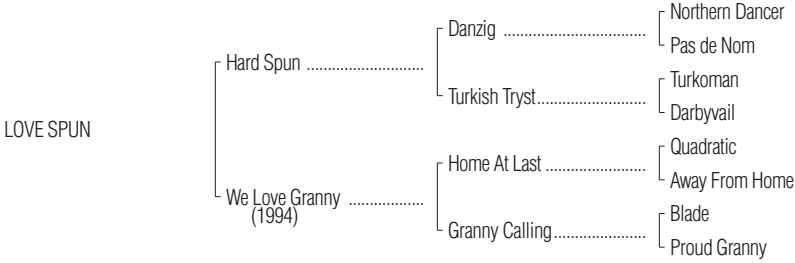 Northern Dancer
Danzig ..................................
Pas de Nom
Hard Spun ............................
Turkoman
Turkish Tryst..........................
Darbyvail
LOVE SPUN
Quadratic
Home At Last ........................
Away From Home
We Love Granny ..................
(1994)
Blade
Granny Calling......................
Proud Granny